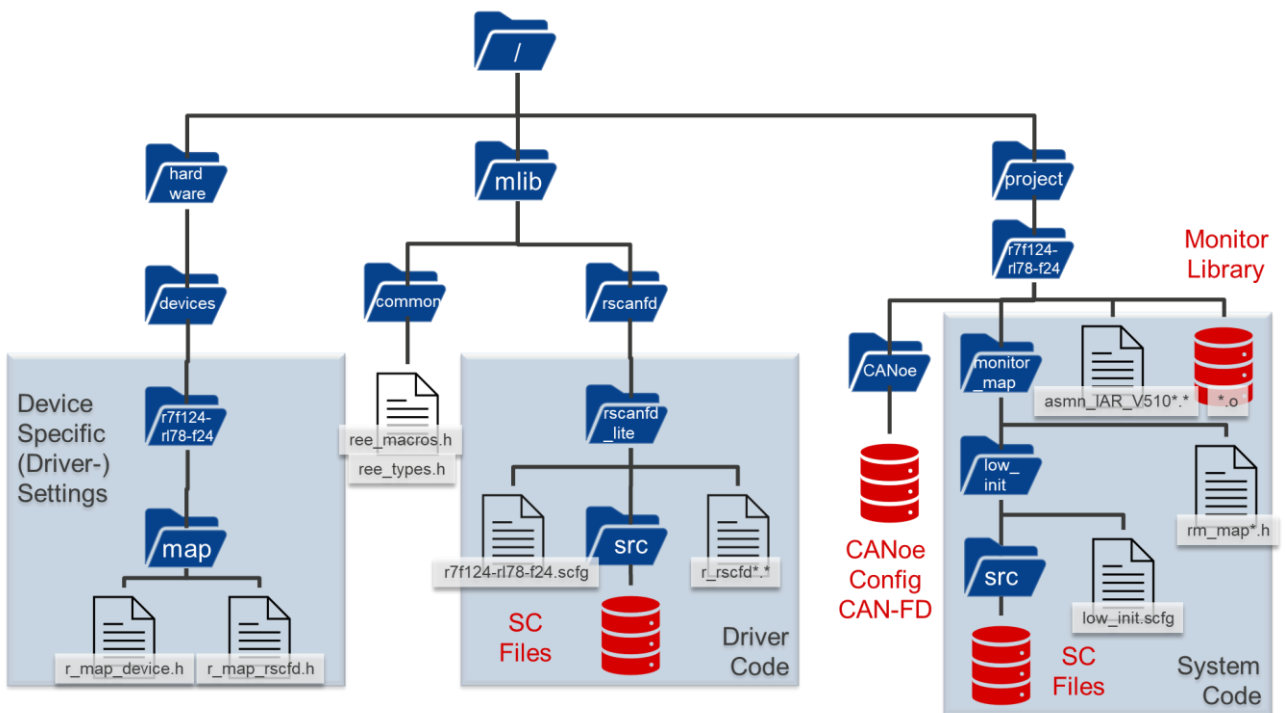 /
hard
ware
mlib
project
r7f124-
rl78-f24
Monitor
Library
devices
common
rscanfd
CANoe
monitor
_map
asmn_IAR_V510*.*
*.o
Device
Specific
(Driver-)
Settings
r7f124-
rl78-f24
ree_macros.h
ree_types.h
rscanfd
_lite
low_
init
rm_map*.h
map
r7f124-rl78-f24.scfg
src
r_rscfd*.*
CANoe
Config
CAN-FD
src
low_init.scfg
r_map_device.h
r_map_rscfd.h
SC
Files
Driver
Code
SC
Files
System
Code